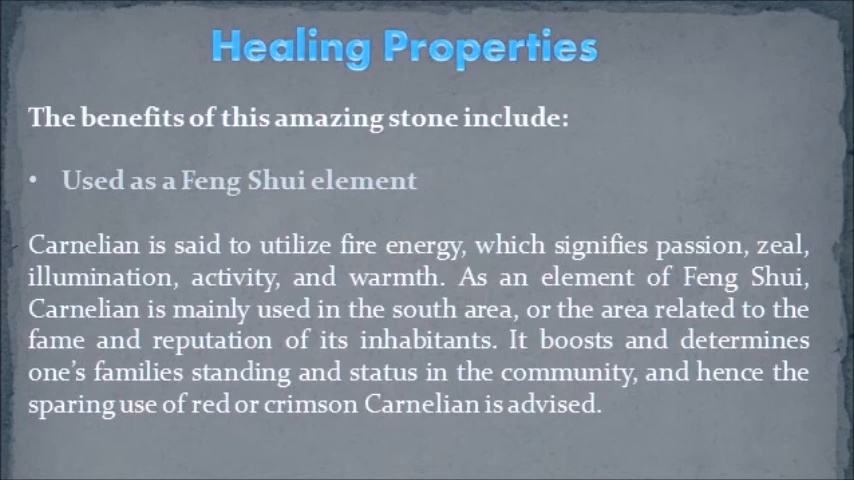 Healing Properties
The benefits of this amazing stone include:
• Used as a Feng Shui element
Carnelian is said to utilize fire energy, which signifies passion, zeal,
illumination, activity, and warmth. As an element of Feng Shui,
Carnelian is mainly used in the south area, or the area related to the
fame and reputation of its inhabitants. It boosts and determines
one's families standing and status in the community, and hence the
sparing use of red or crimson Carnelian is advised.